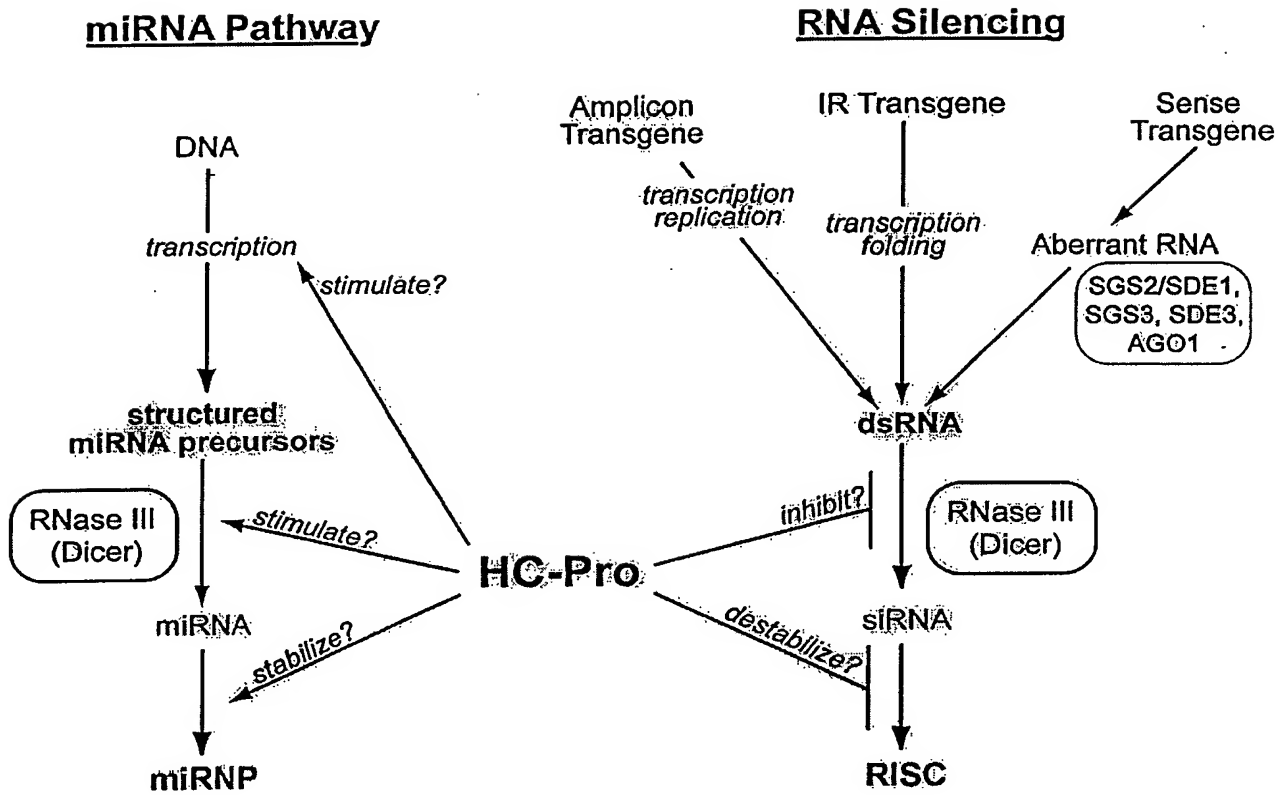 miRNA Pathway
RNA Silencing
DNA
transcription
stimulate?
structured
miRNA precursors
RNase III
(Dicer)
stimulate?
miRNA
stabilize?
miRNP
HC-Pro
Amplicon
Transgene
IR Transgene
Sense
Transgene
transcription
replication
transcription
folding
Aberrant RNA
SGS2/SDE1,
SGS3, SDE3,
AGO1
dsRNA
inhibit?
RNase III
(Dicer)
siRNA
destabilize?
RISC